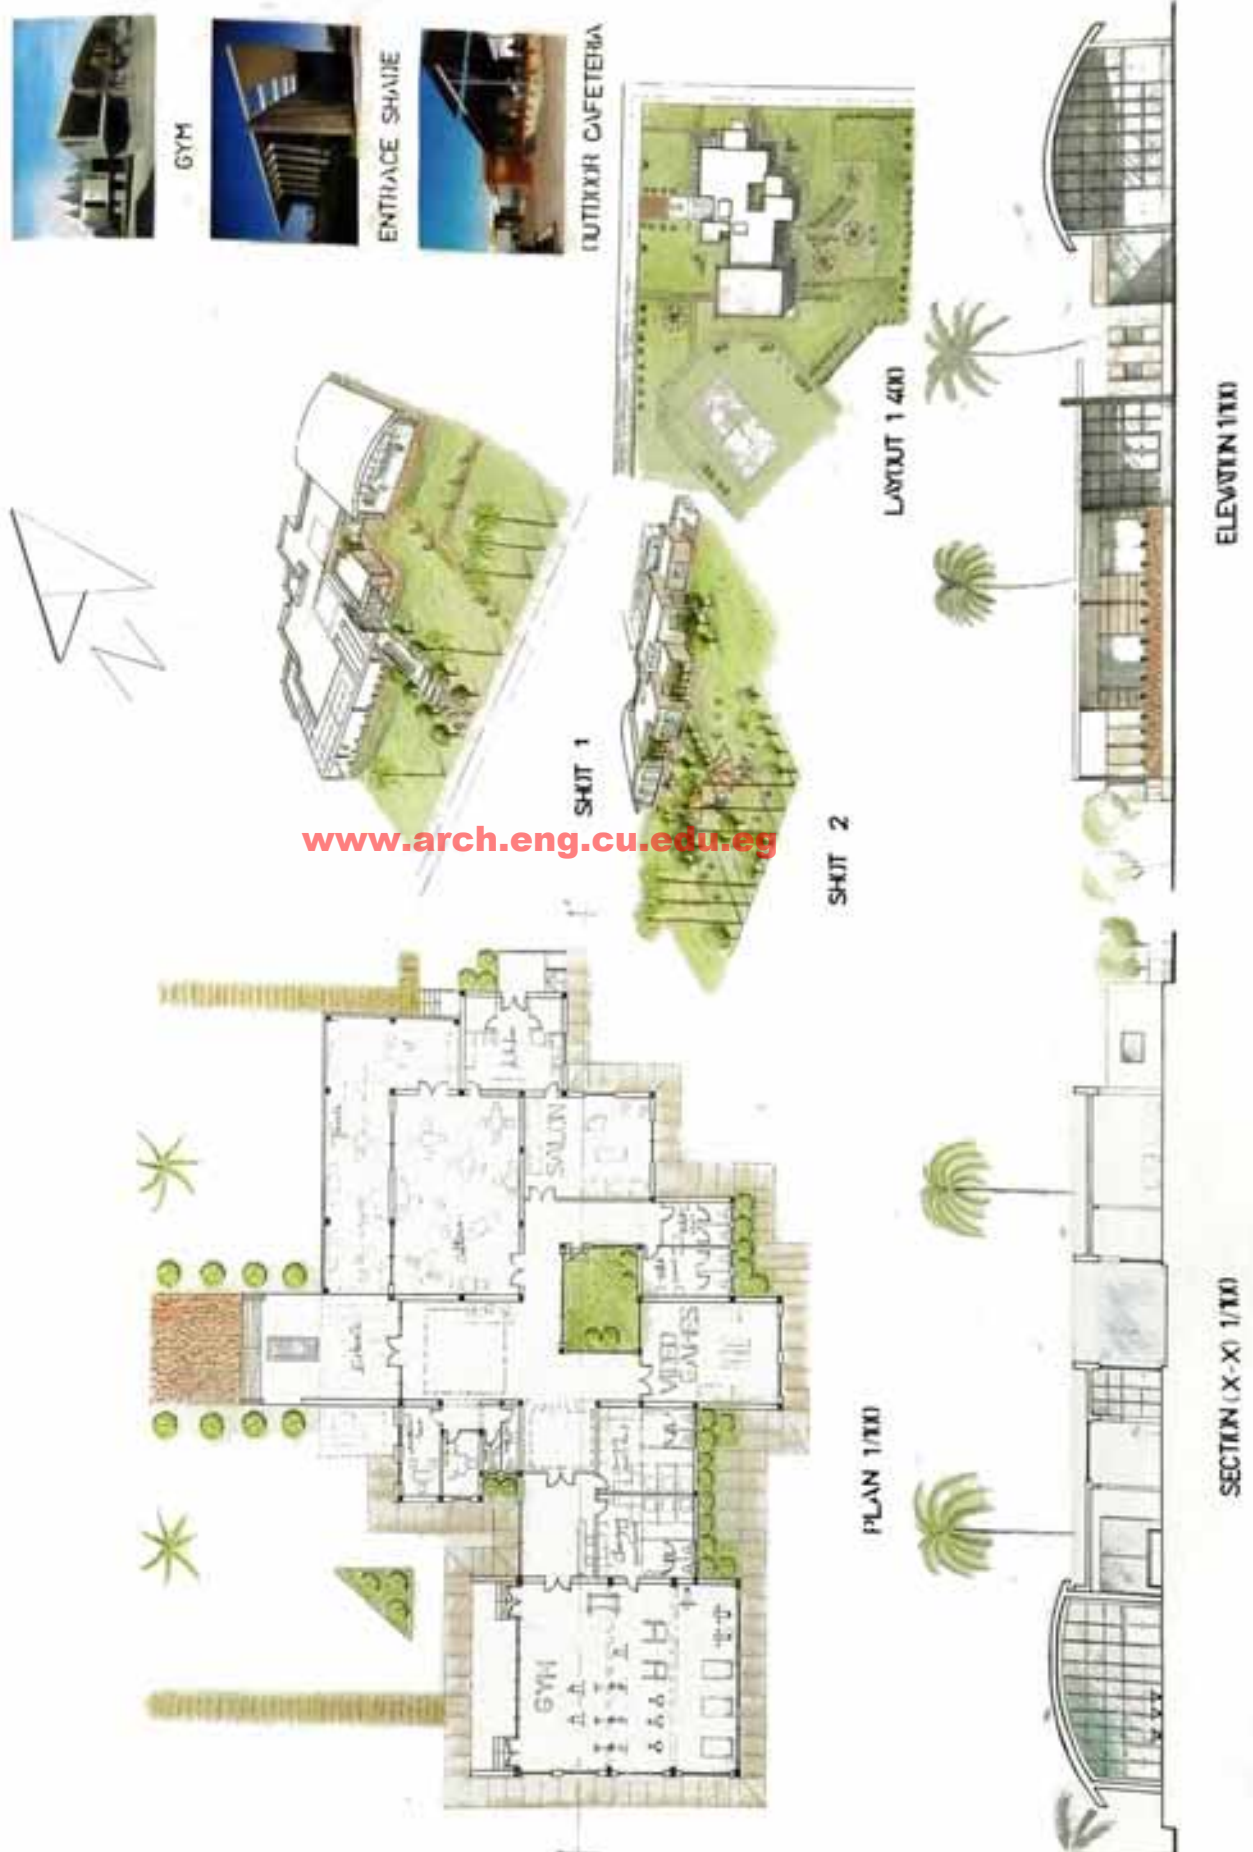 GYM
ENTRACE SHADE
OUTDOOR CAFETERIA
N
SHOT 1
SHOT 2
LAYOUT 1 400
ELEVATION 1/100
www.arch.eng.cu.edu.eg
SALON
VIDEO
GAMES
GYM
PLAN 1/100
SECTION (X-X) 1/100